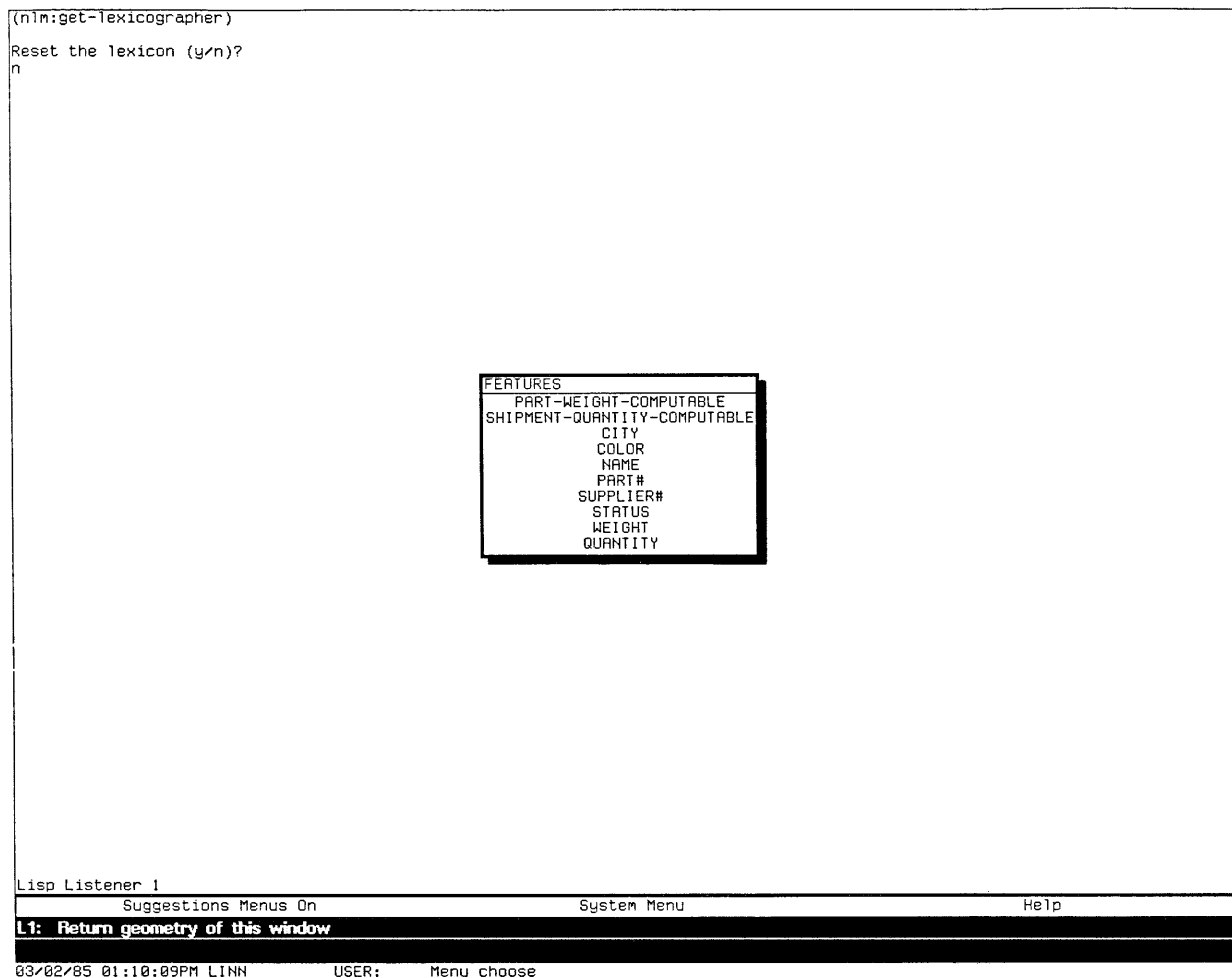 (nlm:get-lexicographer)
Reset the lexicon (y/n)?
n
FEATURES
PART-WEIGHT-COMPUTABLE
SHIPMENT-QUANTITY-COMPUTABLE
CITY
COLOR
NAME
PART#
SUPPLIER#
STATUS
WEIGHT
QUANTITY
Lisp Listener 1
Suggestions Menus On System Menu Help
L1: Return geometry of this window
03/02/85 01:10:09PM LINN USER: Menu choose